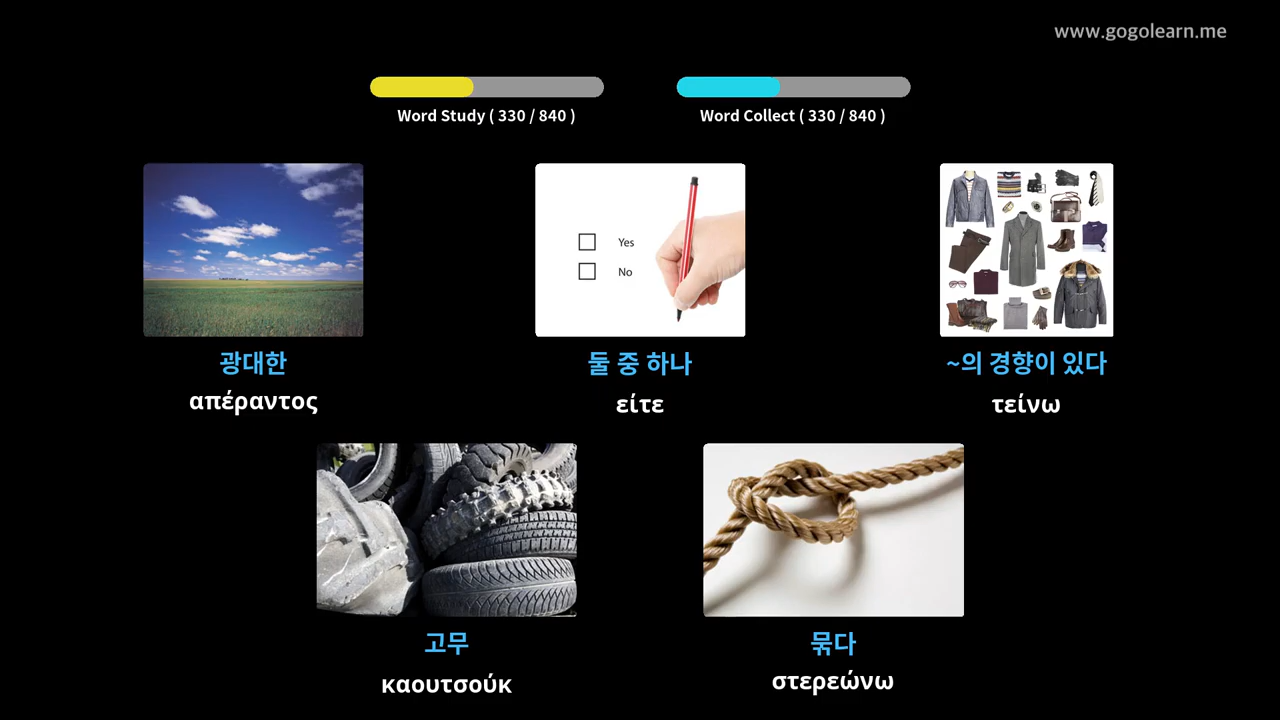 www.gogolearn.me
Word Study ( 330 / 840 )
Word Collect ( 330 / 840 )
Yes
No
광대한
απέραντος
둘 중 하나
είτε
~의 경향이 있다
τείνω
고무
καουτσούκ
묶다
στερεώνω